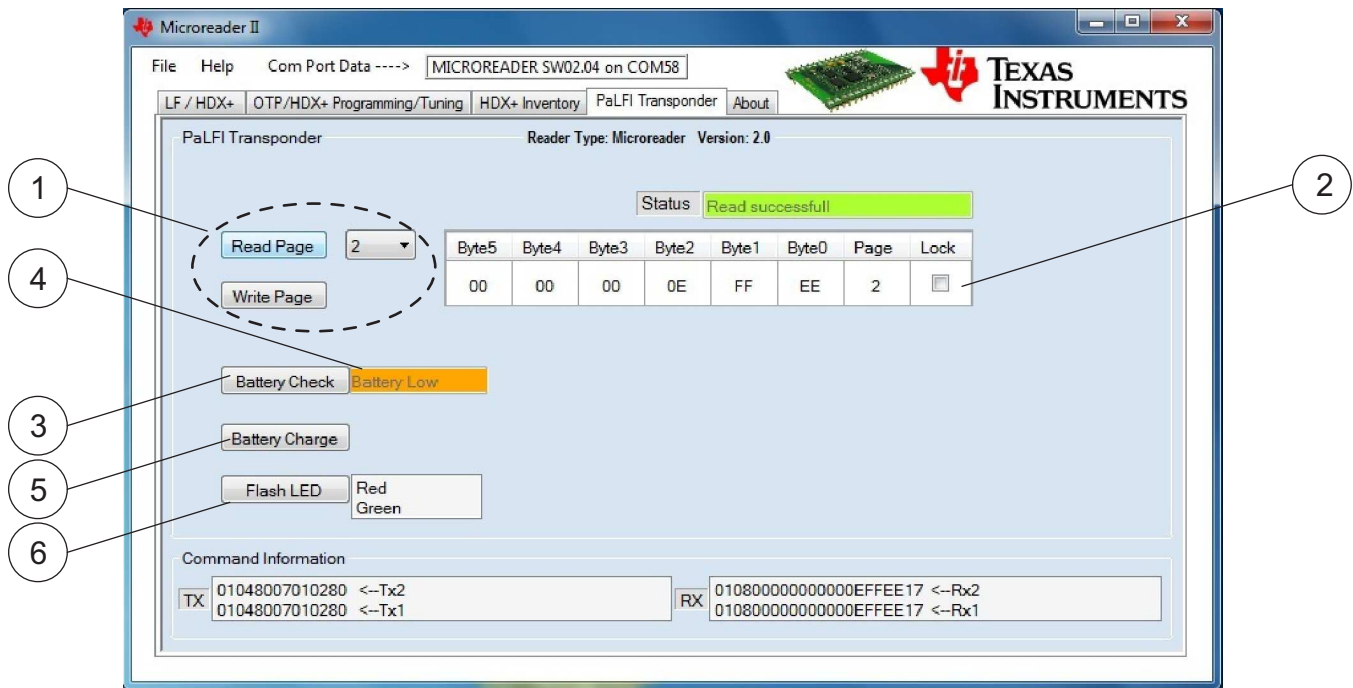 Microreader II
File Help Com Port Data ----> MICROREADER SW02.04 on COM58
TEXAS
INSTRUMENTS
LF / HDX+ OTP/HDX+ Programming/Tuning HDX+ Inventory PaLFI Transponder About
PaLFI Transponder Reader Type: Microreader Version: 2.0
1
2
Status Read successfull
Read Page 2
Byte5 Byte4 Byte3 Byte2 Byte1 Byte0 Page Lock
4
Write Page
00 00 00 0E FF EE 2
Battery Check Battery Low
3
Battery Charge
5
Flash LED Red
Green
6
Command Information
TX 01048007010280 <--Tx2
01048007010280 <--Tx1
RX 010800000000000EFFEE17 <--Rx2
010800000000000EFFEE17 <--Rx1